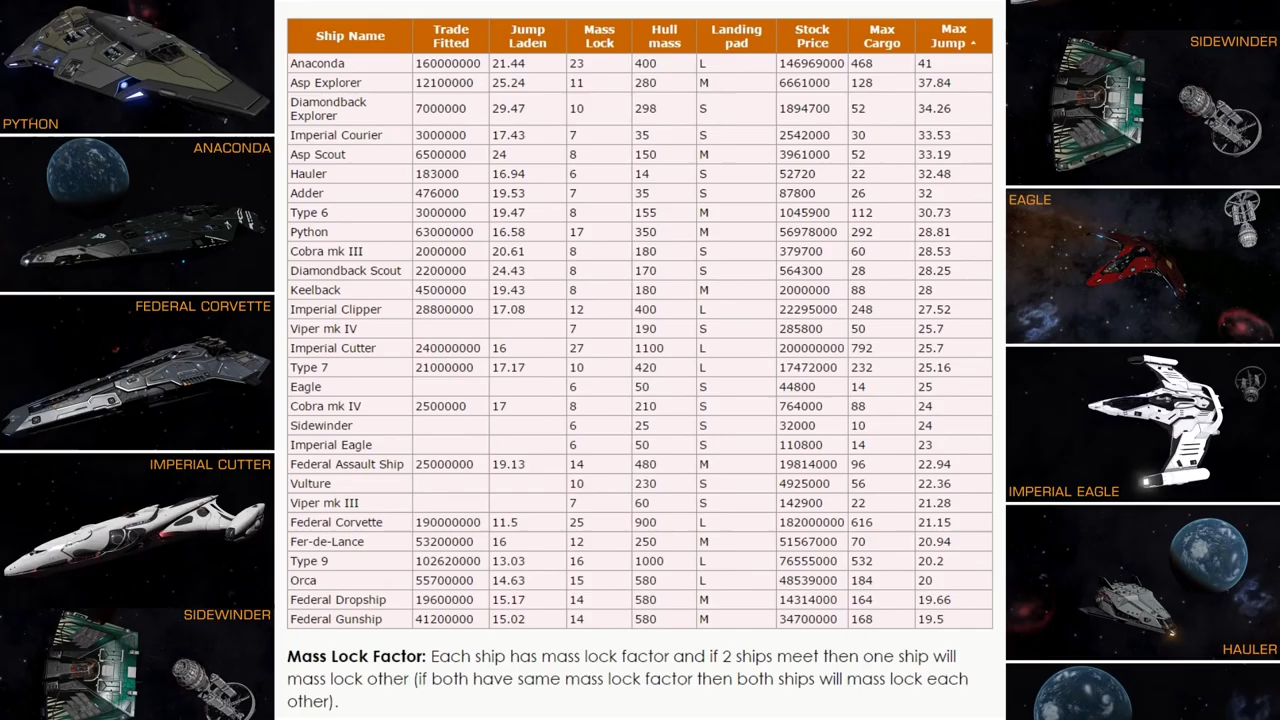 PYTHON
ANACONDA
FEDERAL CORVETTE
IMPERIAL CUTTER
SIDEWINDER
Ship Name Trade Fitted Jump Laden Mass Lock Hull mass Landing pad Stock Price Max Cargo Max Jump
Anaconda 160000000 21.44 23 400 L 146969000 468 41
Asp Explorer 12100000 25.24 11 280 M 6661000 128 37.84
Diamondback Explorer 7000000 29.47 10 298 S 1894700 52 34.26
Imperial Courier 3000000 17.43 7 35 S 2542000 30 33.53
Asp Scout 6500000 24 8 150 M 3961000 52 33.19
Hauler 183000 16.94 6 14 S 52720 22 32.48
Adder 476000 19.53 7 35 S 87800 26 32
Type 6 3000000 19.47 8 155 M 1045900 112 30.73
Python 63000000 16.58 17 350 M 56978000 292 28.81
Cobra mk III 2000000 20.61 8 180 S 379700 60 28.53
Diamondback Scout 2200000 24.43 8 170 S 564300 28 28.25
Keelback 4500000 19.43 8 180 M 2000000 88 28
Imperial Clipper 28800000 17.08 12 400 L 22295000 248 27.52
Viper mk IV 7 190 S 285800 50 25.7
Imperial Cutter 240000000 16 27 1100 L 200000000 792 25.7
Type 7 21000000 17.17 10 420 L 17472000 232 25.16
Eagle 6 50 S 44800 14 25
Cobra mk IV 2500000 17 8 210 S 764000 88 24
Sidewinder 6 25 S 32000 10 24
Imperial Eagle 6 50 S 110800 14 23
Federal Assault Ship 25000000 19.13 14 480 M 19814000 96 22.94
Vulture 10 230 S 4925000 56 22.36
Viper mk III 7 60 S 142900 22 21.28
Federal Corvette 190000000 11.5 25 900 L 182000000 616 21.15
Fer-de-Lance 53200000 16 12 250 M 51567000 70 20.94
Type 9 102620000 13.03 16 1000 L 76555000 532 20.2
Orca 55700000 14.63 15 580 L 48539000 184 20
Federal Dropship 19600000 15.17 14 580 M 14314000 164 19.66
Federal Gunship 41200000 15.02 14 580 M 34700000 168 19.5
Mass Lock Factor: Each ship has mass lock factor and if 2 ships meet then one ship will
mass lock other (if both have same mass lock factor then both ships will mass lock each
other).
SIDEWINDER
EAGLE
IMPERIAL EAGLE
HAULER